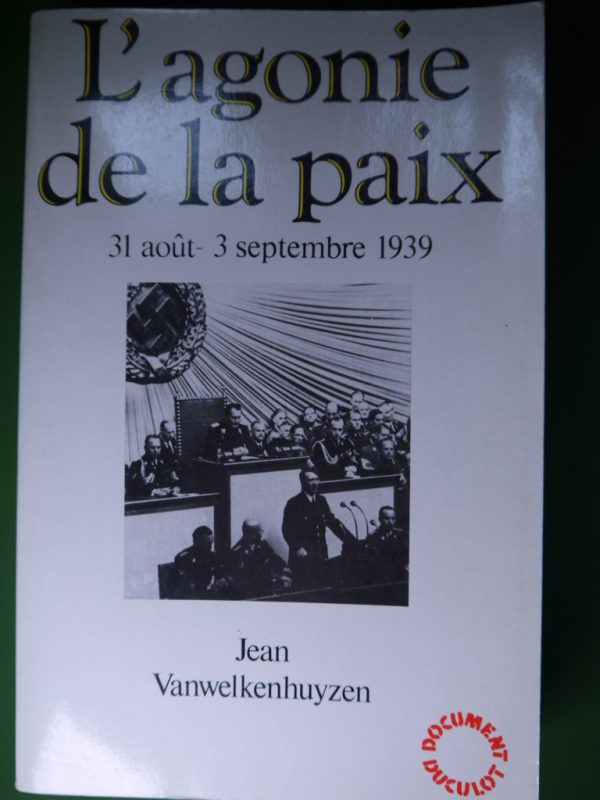 L'agonie
de la paix
31 août- 3 septembre 1939
Jean
Vanwelkenhuyzen
DOCUMENT
DUCULOT